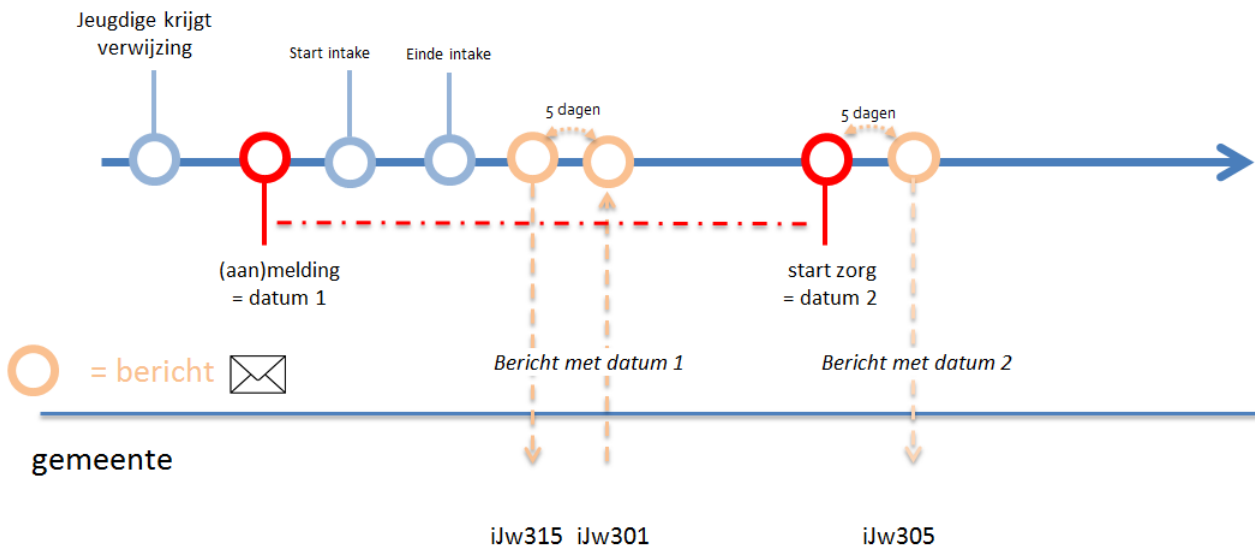 Jeugdige krijgt
verwijzing
Start intake
Einde intake
5 dagen
5 dagen
(aan)melding
= datum 1
start zorg
= datum 2
= bericht
Bericht met datum 1
Bericht met datum 2
gemeente
iJw315
iJw301
iJw305